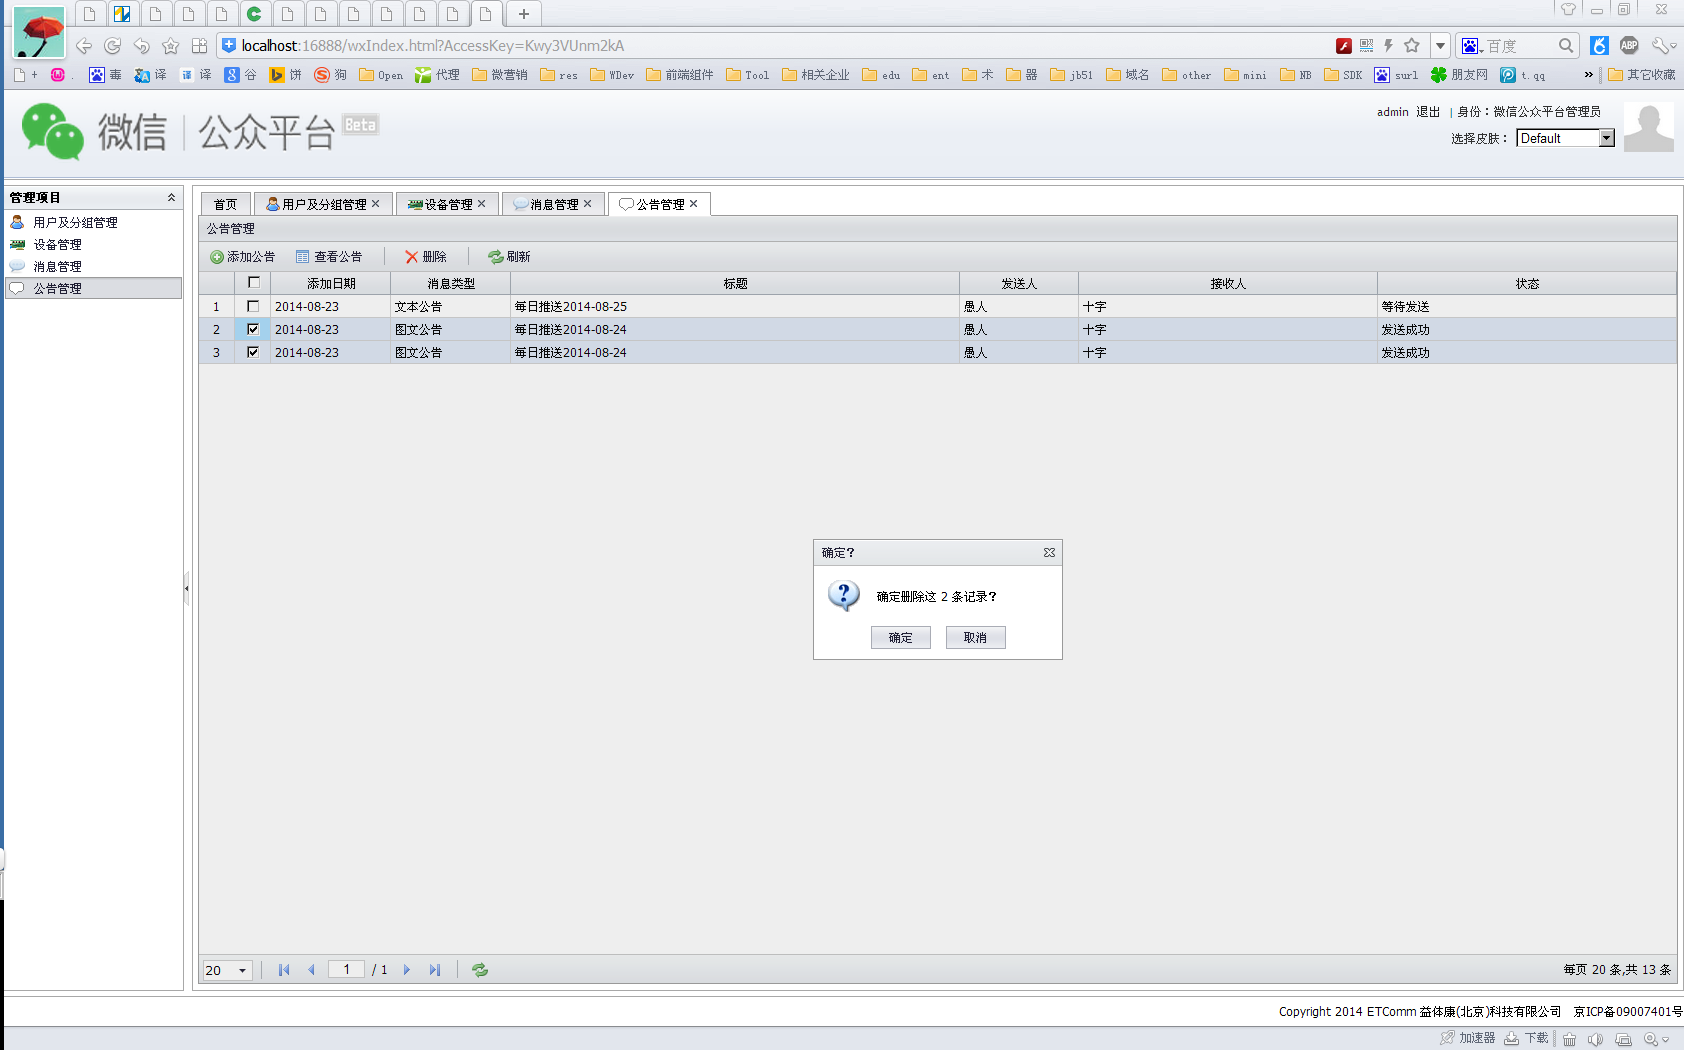 localhost:16888/wxIndex.html?AccessKey=Kwy3VUnm2kA
百度
ABP
+ . 毒 译 译 谷 饼 狗 Open 代理 微营销 res WDev 前端组件 Tool 相关企业 edu ent 术 器 jb51 域名 other mini NB SDK surl 朋友网 t.qq » 其它收藏
微信 公众平台 Beta
admin 退出 | 身份：微信公众平台管理员
选择皮肤： Default
管理项目
用户及分组管理
设备管理
消息管理
公告管理
首页 用户及分组管理 设备管理 消息管理 公告管理
公告管理
添加公告 查看公告 删除 刷新
添加日期 消息类型 标题 发送人 接收人 状态
1 2014-08-23 文本公告 每日推送2014-08-25 愚人 十字 等待发送
2 2014-08-23 图文公告 每日推送2014-08-24 愚人 十字 发送成功
3 2014-08-23 图文公告 每日推送2014-08-24 愚人 十字 发送成功
确定?
确定删除这 2 条记录?
确定 取消
20 1 / 1 每页 20 条,共 13 条
Copyright 2014 ETComm 益体康(北京)科技有限公司 京ICP备09007401号
加速器 下载